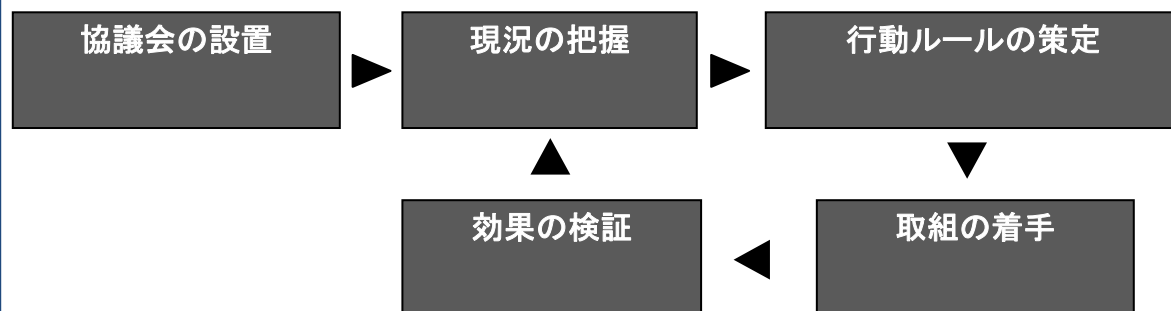 協議会の設置
現況の把握
行動ルールの策定
取組の着手
効果の検証